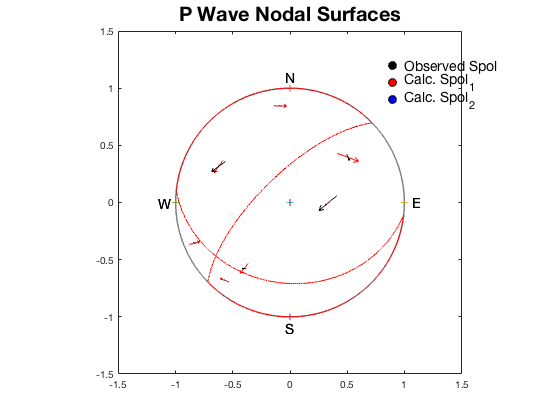 P Wave Nodal Surfaces
1.5
1
0.5
0
-0.5
-1
-1.5
N
W
E
S
Observed Spol
Calc. Spol1
Calc. Spol2
-1.5 -1 -0.5 0 0.5 1 1.5